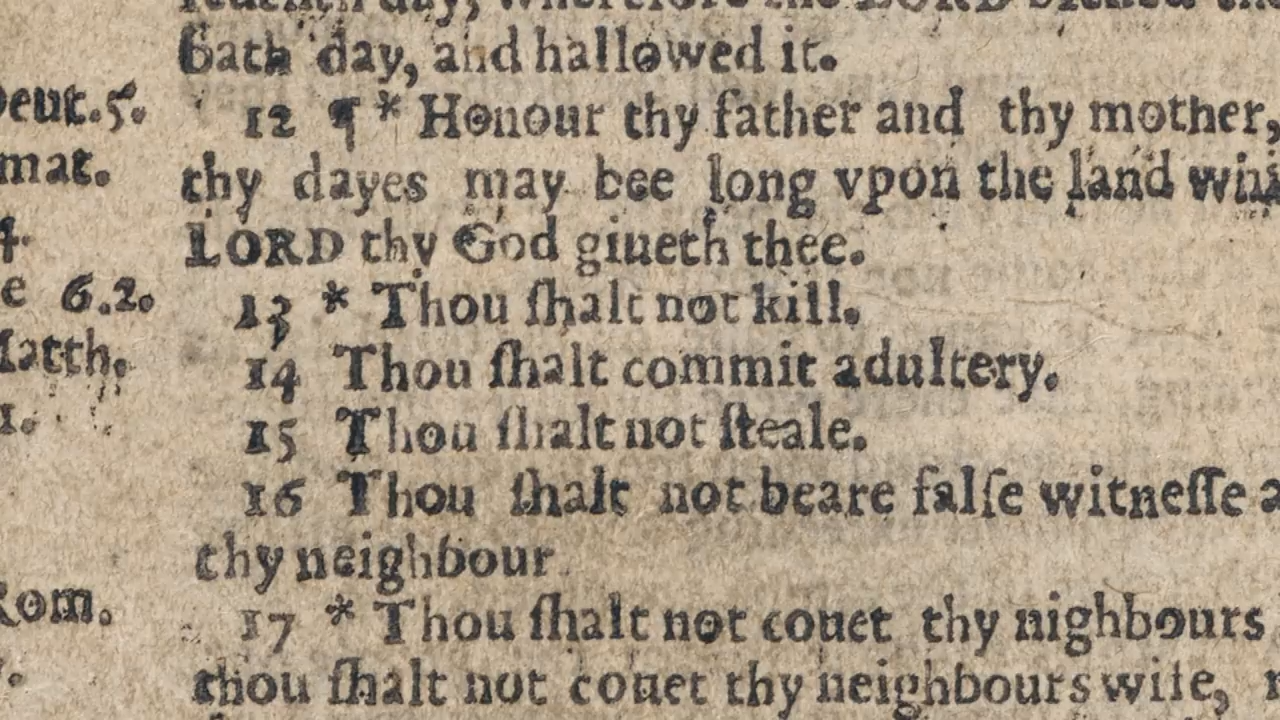 bath day, and hallowed it.
Deut.5.
12 ¶ * Honour thy father and thy mother,
mat.
thy dayes may bee long vpon the land
LORD thy God giueth thee.
e 6.2.
13 * Thou ſhalt not kill.
Matth.
14 Thou ſhalt commit adultery.
1.
15 Thou ſhalt not ſteale.
16 Thou ſhalt not beare falſe witneſſe a
thy neighbour
Rom.
17 * Thou ſhalt not couet thy nighbours
thou ſhalt not couet thy neighbours wife,